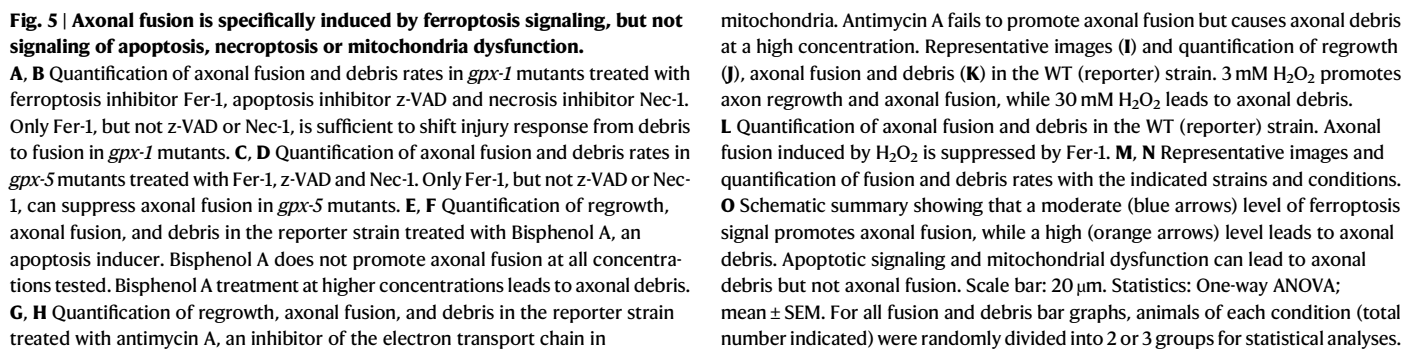 Fig. 5 | Axonal fusion is specifically induced by ferroptosis signaling, but not
signaling of apoptosis, necroptosis or mitochondria dysfunction.
A, B Quantification of axonal fusion and debris rates in gpx-1 mutants treated with
ferroptosis inhibitor Fer-1, apoptosis inhibitor z-VAD and necrosis inhibitor Nec-1.
Only Fer-1, but not z-VAD or Nec-1, is sufficient to shift injury response from debris
to fusion in gpx-1 mutants. C, D Quantification of axonal fusion and debris rates in
gpx-5 mutants treated with Fer-1, z-VAD and Nec-1. Only Fer-1, but not z-VAD or Nec-
1, can suppress axonal fusion in gpx-5 mutants. E, F Quantification of regrowth,
axonal fusion, and debris in the reporter strain treated with Bisphenol A, an
apoptosis inducer. Bisphenol A does not promote axonal fusion at all concentra-
tions tested. Bisphenol A treatment at higher concentrations leads to axonal debris.
G, H Quantification of regrowth, axonal fusion, and debris in the reporter strain
treated with antimycin A, an inhibitor of the electron transport chain in
mitochondria. Antimycin A fails to promote axonal fusion but causes axonal debris
at a high concentration. Representative images (I) and quantification of regrowth
(J), axonal fusion and debris (K) in the WT (reporter) strain. 3 mM H₂O₂ promotes
axon regrowth and axonal fusion, while 30 mM H₂O₂ leads to axonal debris.
L Quantification of axonal fusion and debris in the WT (reporter) strain. Axonal
fusion induced by H₂O₂ is suppressed by Fer-1. M, N Representative images and
quantification of fusion and debris rates with the indicated strains and conditions.
O Schematic summary showing that a moderate (blue arrows) level of ferroptosis
signal promotes axonal fusion, while a high (orange arrows) level leads to axonal
debris. Apoptotic signaling and mitochondrial dysfunction can lead to axonal
debris but not axonal fusion. Scale bar: 20 μm. Statistics: One-way ANOVA;
mean ± SEM. For all fusion and debris bar graphs, animals of each condition (total
number indicated) were randomly divided into 2 or 3 groups for statistical analyses.